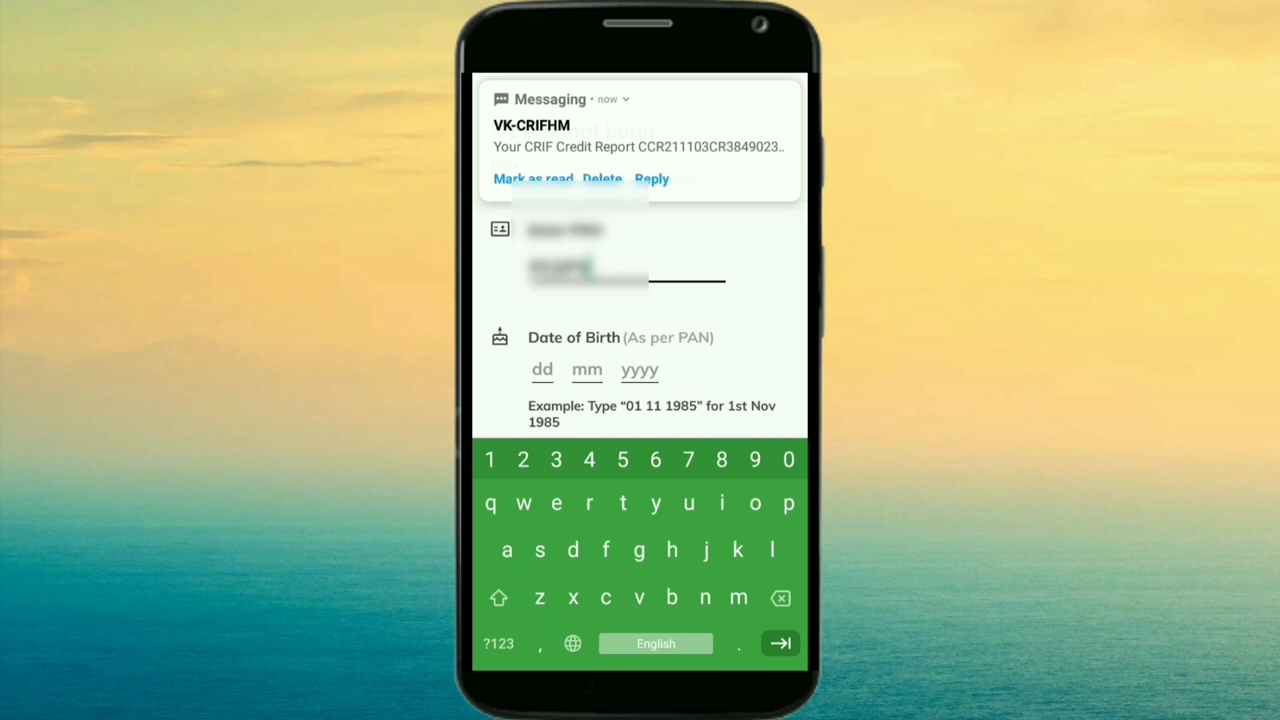 Messaging · now
VK-CRIFHM
Your CRIF Credit Report CCR211103CR3849023..
Mark as read Delete Reply
Date of Birth (As per PAN)
dd mm yyyy
Example: Type “01 11 1985” for 1st Nov
1985
1 2 3 4 5 6 7 8 9 0
q w e r t y u i o p
a s d f g h j k l
z x c v b n m
?123 , English .